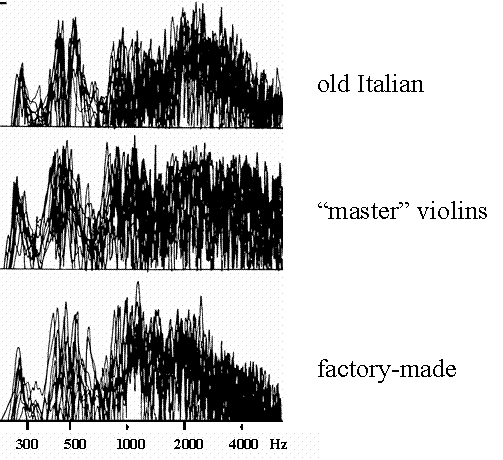 old Italian
“master” violins
factory-made
300 500 1000 2000 4000 Hz